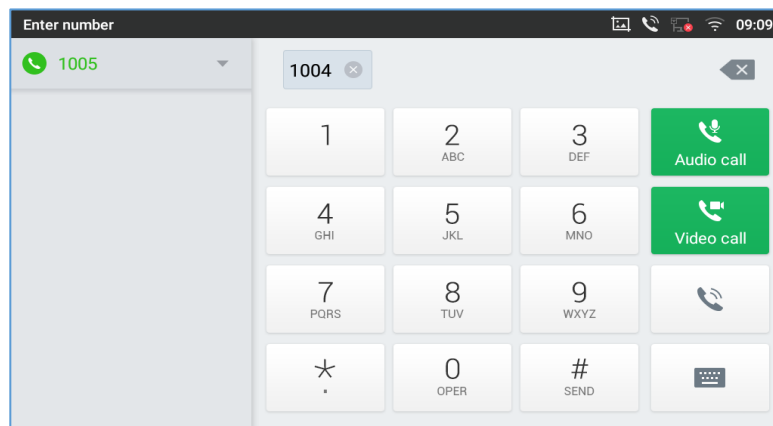 Enter number 09:09
1005
1004
1 2 3
ABC DEF
Audio call
4 5 6
GHI JKL MNO
Video call
7 8 9
PQRS TUV WXYZ
* 0 #
. OPER SEND